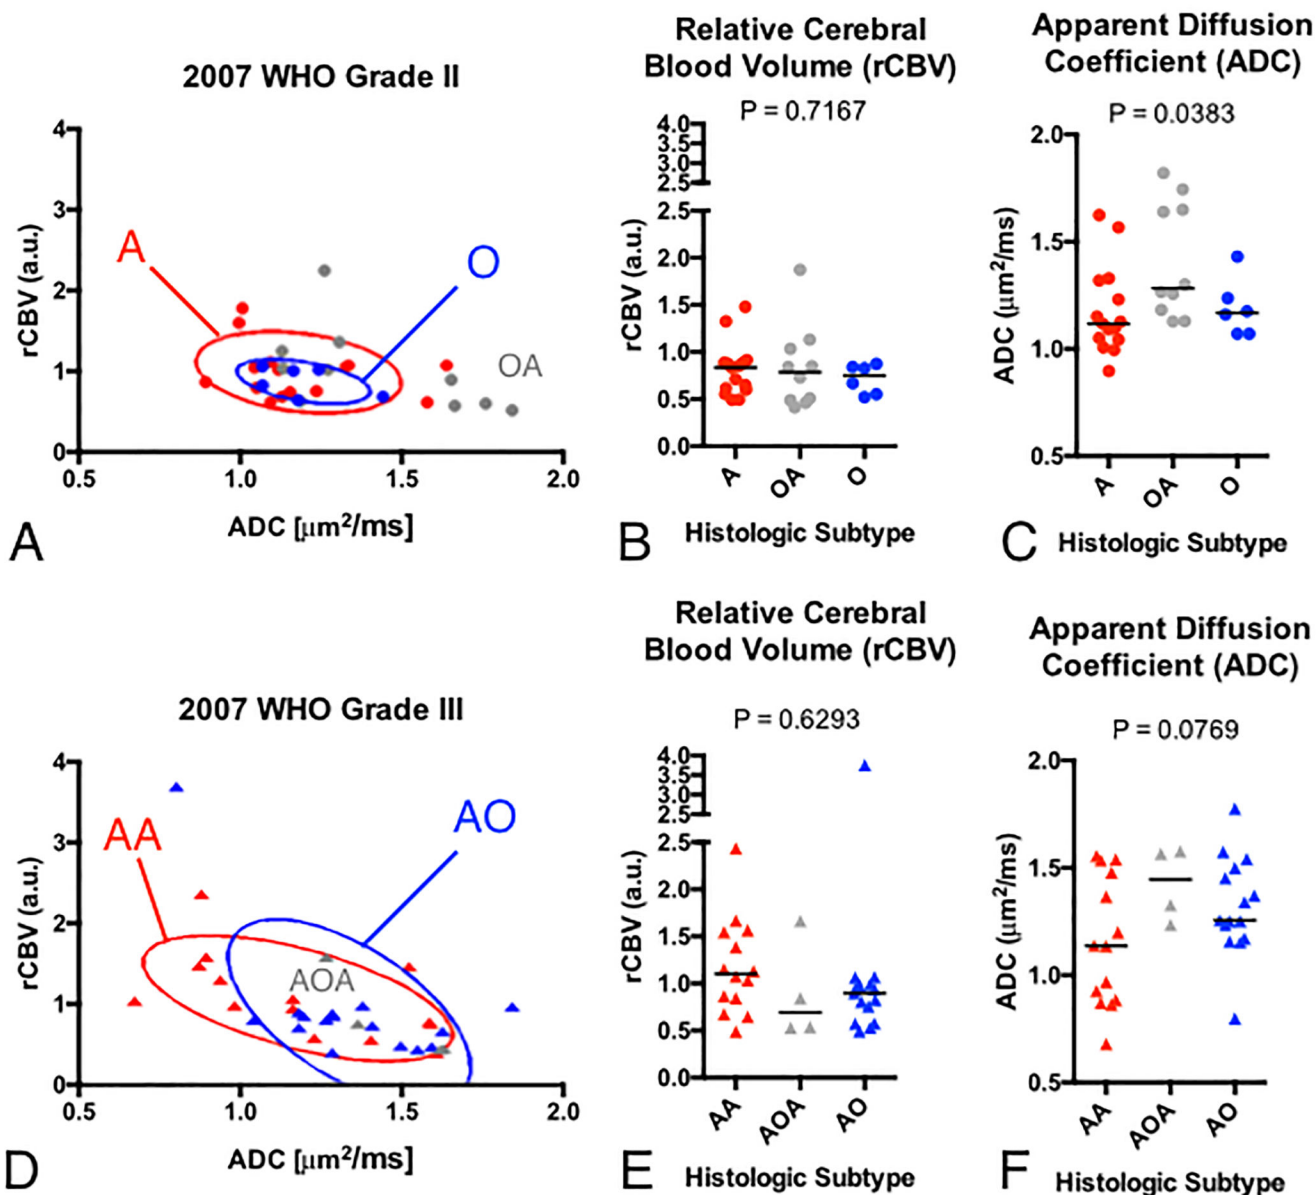 2007 WHO Grade II
4
3
2
1
0
rCBV (a.u.)
A
O
OA
0.5 1.0 1.5 2.0
ADC [μm²/ms]
A
Relative Cerebral
Blood Volume (rCBV)
P = 0.7167
4.0
3.5
3.0
2.5
2.5
2.0
1.5
1.0
0.5
0.0
rCBV (a.u.)
A OA O
Histologic Subtype
B
Apparent Diffusion
Coefficient (ADC)
P = 0.0383
2.0
1.5
1.0
0.5
ADC (μm²/ms)
A OA O
Histologic Subtype
C
2007 WHO Grade III
4
3
2
1
0
rCBV (a.u.)
AA
AO
AOA
0.5 1.0 1.5 2.0
ADC [μm²/ms]
D
Relative Cerebral
Blood Volume (rCBV)
P = 0.6293
4.0
3.5
3.0
2.5
2.5
2.0
1.5
1.0
0.5
0.0
rCBV (a.u.)
AA AOA AO
Histologic Subtype
E
Apparent Diffusion
Coefficient (ADC)
P = 0.0769
2.0
1.5
1.0
0.5
ADC (μm²/ms)
AA AOA AO
Histologic Subtype
F